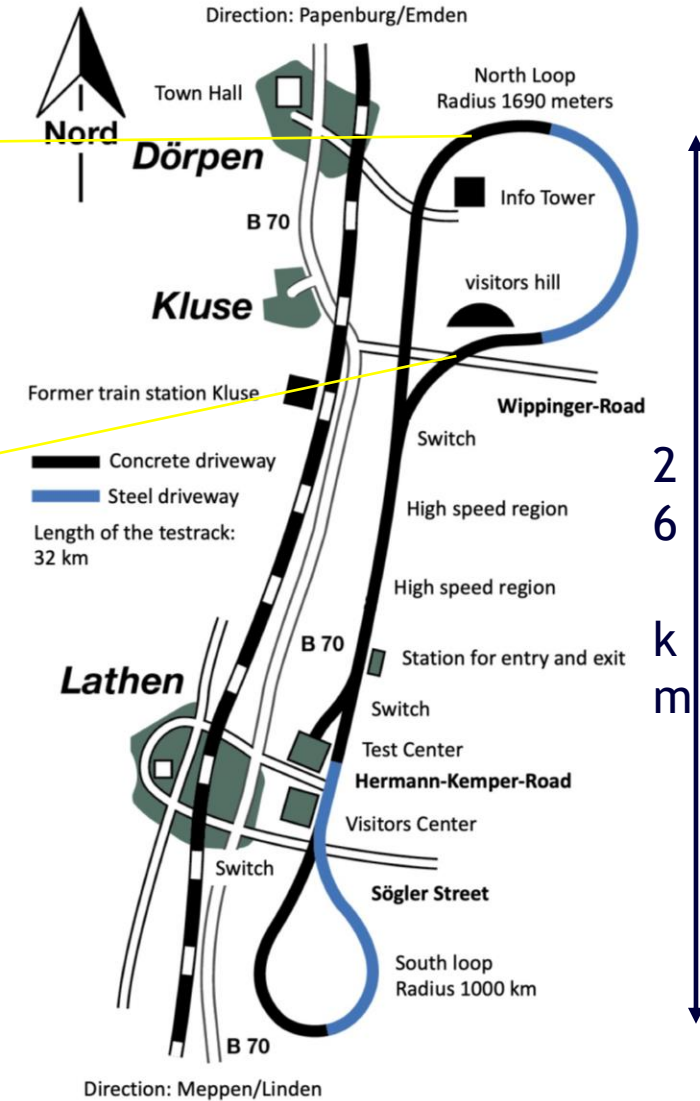 Direction: Papenburg/Emden
North Loop
Radius 1690 meters
Town Hall
Nord
Dörpen
Info Tower
B 70
visitors hill
Kluse
Former train station Kluse
Wippinger-Road
Switch
Concrete driveway
Steel driveway
Length of the testrack:
32 km
2
6
k
m
High speed region
High speed region
B 70
Station for entry and exit
Lathen
Switch
Test Center
Hermann-Kemper-Road
Visitors Center
Switch
Sögler Street
South loop
Radius 1000 km
B 70
Direction: Meppen/Linden